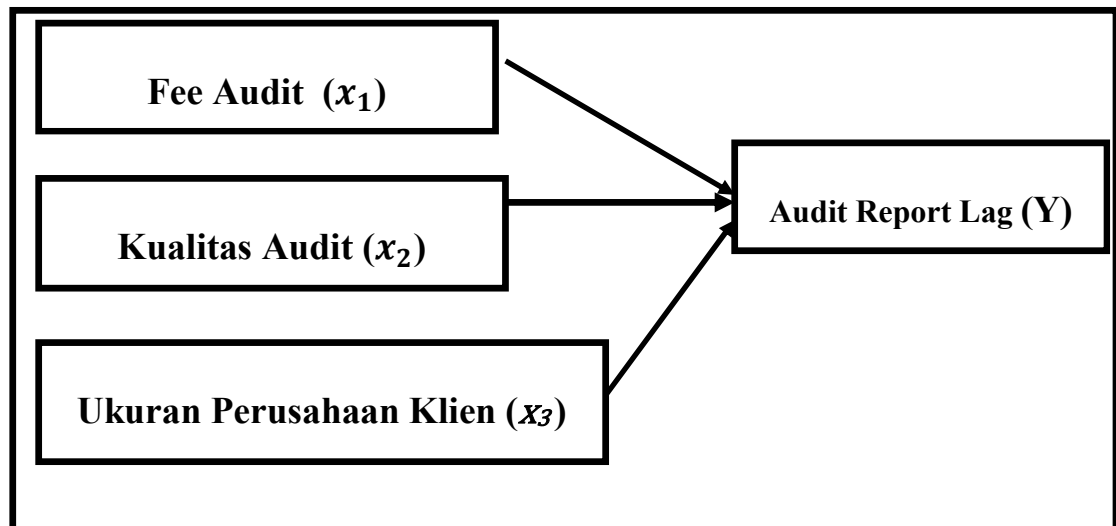 Fee Audit (x₁)
Kualitas Audit (x₂)
Ukuran Perusahaan Klien (x₃)
Audit Report Lag (Y)